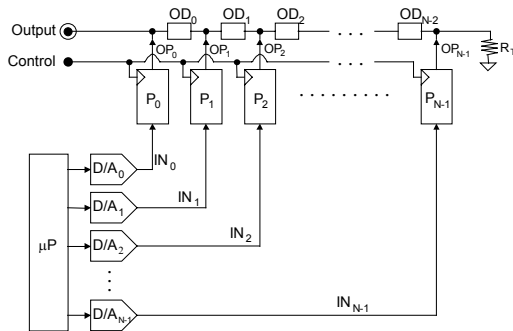 Output OD₀ OD₁ OD₂ . . . ODN-2
OP₀ OP₁ OP₂ OPN-1 RT
Control
P₀ P₁ P₂ . . . . . . . . . PN-1
IN₀
D/A₀
IN₁
D/A₁
IN₂
µP D/A₂
INN-1
D/AN-1